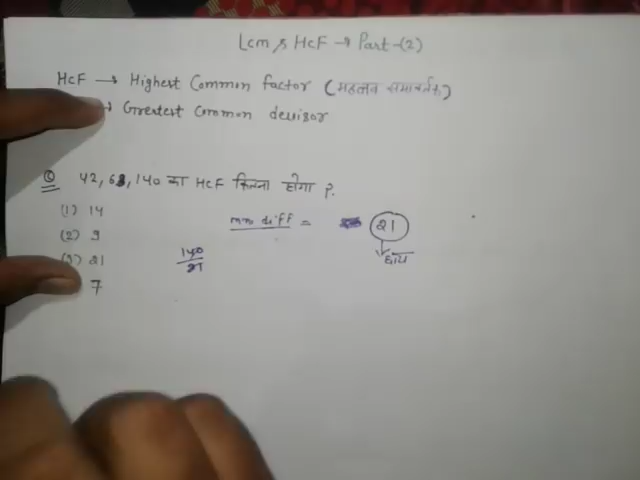 Lcm & HCF → Part-(2)
HCF → Highest Common factor (महत्तम समापवर्तक)
→ Greatest Common devisor
Q 42, 63, 140 का HCF कितना होगा ?.
(1) 14
(2) 9
(3) 21
7
min diff = 21
140
21